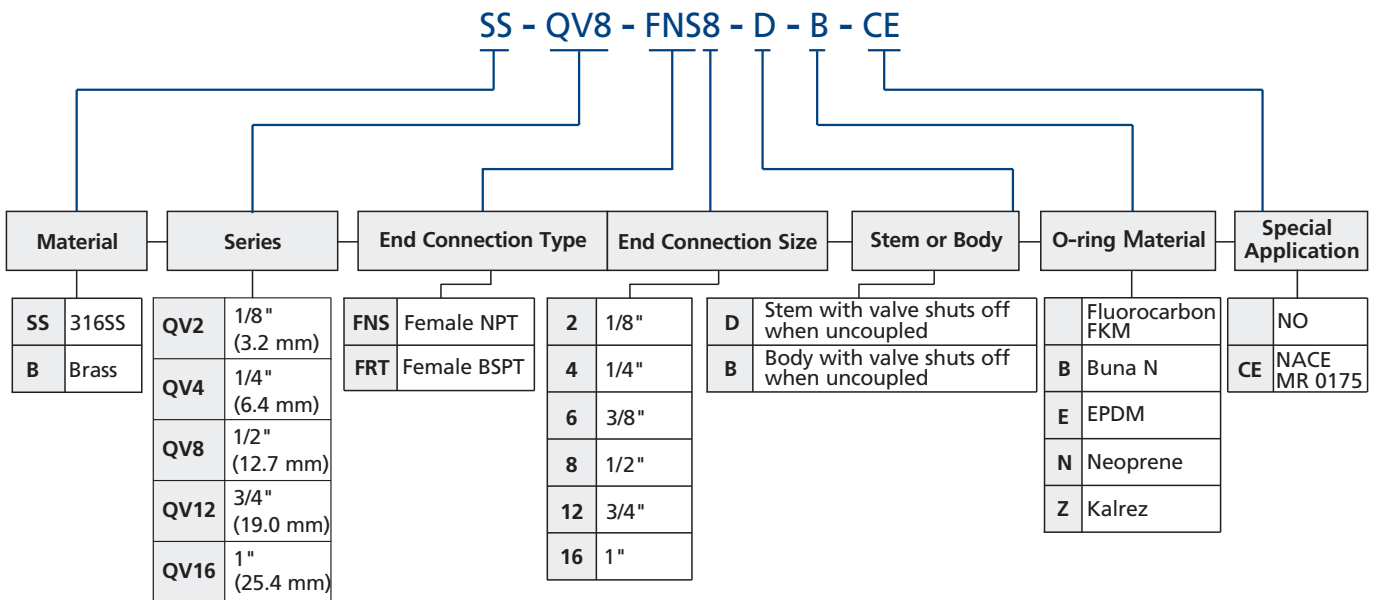 SS - QV8 - FNS8 - D - B - CE
Material
Series
End Connection Type
End Connection Size
Stem or Body
O-ring Material
Special
Application
SS 316SS
B Brass
QV2 1/8"
(3.2 mm)
QV4 1/4"
(6.4 mm)
QV8 1/2"
(12.7 mm)
QV12 3/4"
(19.0 mm)
QV16 1"
(25.4 mm)
FNS Female NPT
FRT Female BSPT
2 1/8"
4 1/4"
6 3/8"
8 1/2"
12 3/4"
16 1"
D Stem with valve shuts off
when uncoupled
B Body with valve shuts off
when uncoupled
Fluorocarbon
FKM
B Buna N
E EPDM
N Neoprene
Z Kalrez
NO
CE NACE
MR 0175